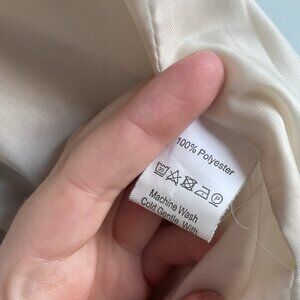 100% Polyester
Machine Wash
Cold Gentle, With